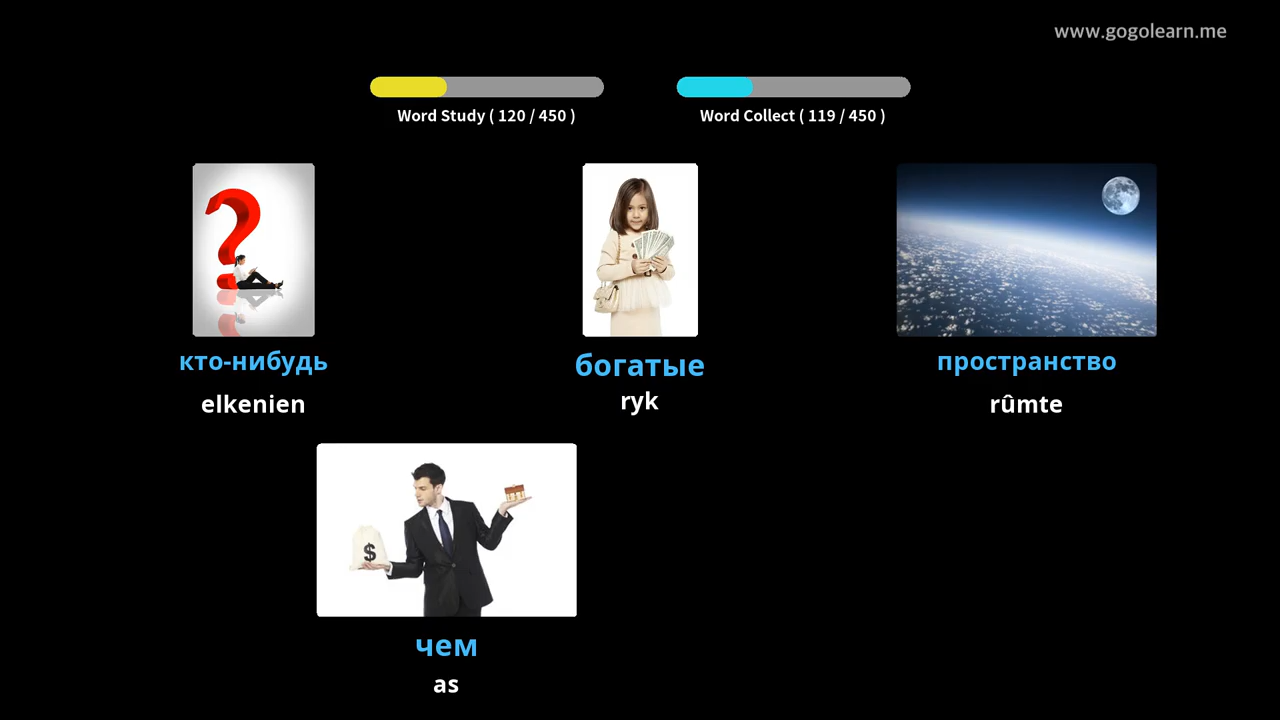 www.gogolearn.me
Word Study ( 120 / 450 )
Word Collect ( 119 / 450 )
кто-нибудь
богатые
пространство
elkenien
ryk
rûmte
$
чем
as